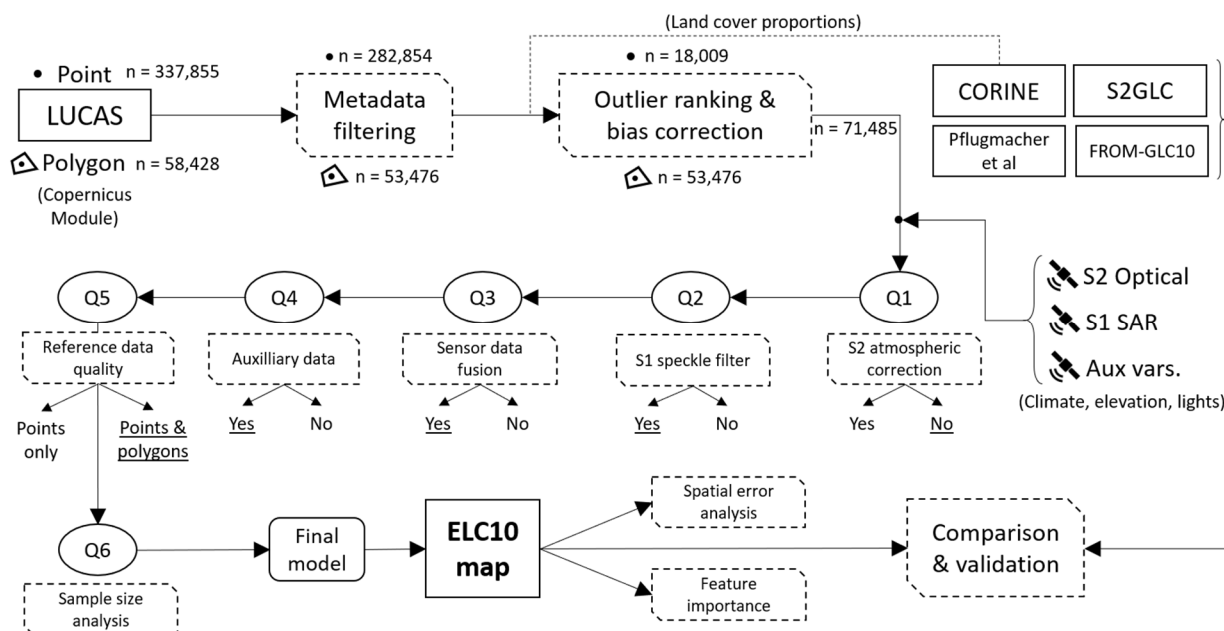 (Land cover proportions)
• Point n = 337,855
LUCAS
Polygon n = 58,428
(Copernicus
Module)
• n = 282,854
Metadata
filtering
n = 53,476
• n = 18,009
Outlier ranking &
bias correction
n = 53,476
n = 71,485
CORINE
S2GLC
Pflugmacher
et al
FROM-GLC10
S2 Optical
S1 SAR
Aux vars.
(Climate, elevation, lights)
Q1
S2 atmospheric
correction
Yes
No
Q2
S1 speckle filter
Yes
No
Q3
Sensor data
fusion
Yes
No
Q4
Auxilliary data
Yes
No
Q5
Reference data
quality
Points
only
Points &
polygons
Q6
Sample size
analysis
Final
model
ELC10
map
Spatial error
analysis
Feature
importance
Comparison
& validation